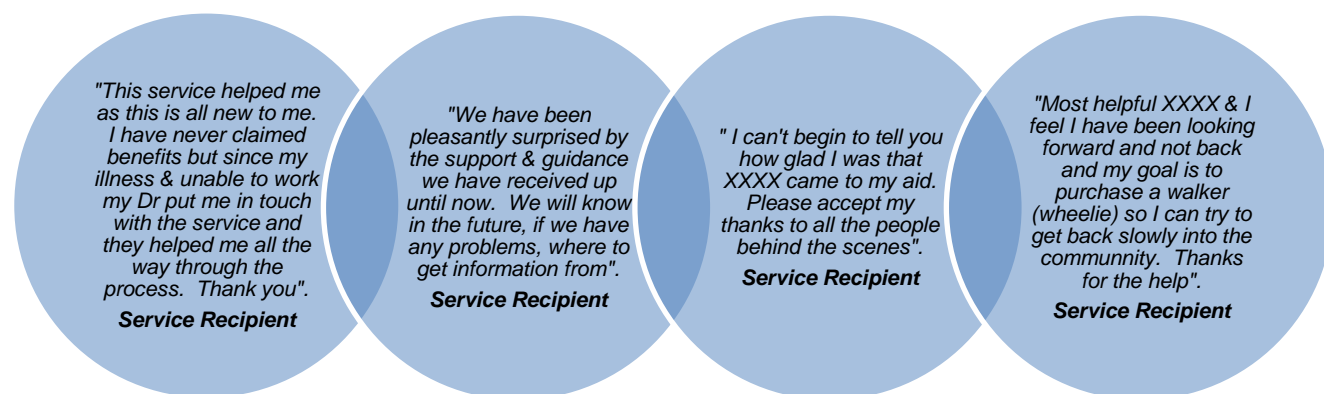 "This service helped me
as this is all new to me.
I have never claimed
benefits but since my
illness & unable to work
my Dr put me in touch
with the service and
they helped me all the
way through the
process.  Thank you".
Service Recipient
"We have been
pleasantly surprised by
the support & guidance
we have received up
until now.  We will know
in the future, if we have
any problems, where to
get information from".
Service Recipient
" I can't begin to tell you
how glad I was that
XXXX came to my aid.
Please accept my
thanks to all the people
behind the scenes".
Service Recipient
"Most helpful XXXX & I
feel I have been looking
forward and not back
and my goal is to
purchase a walker
(wheelie) so I can try to
get back slowly into the
communnity.  Thanks
for the help".
Service Recipient